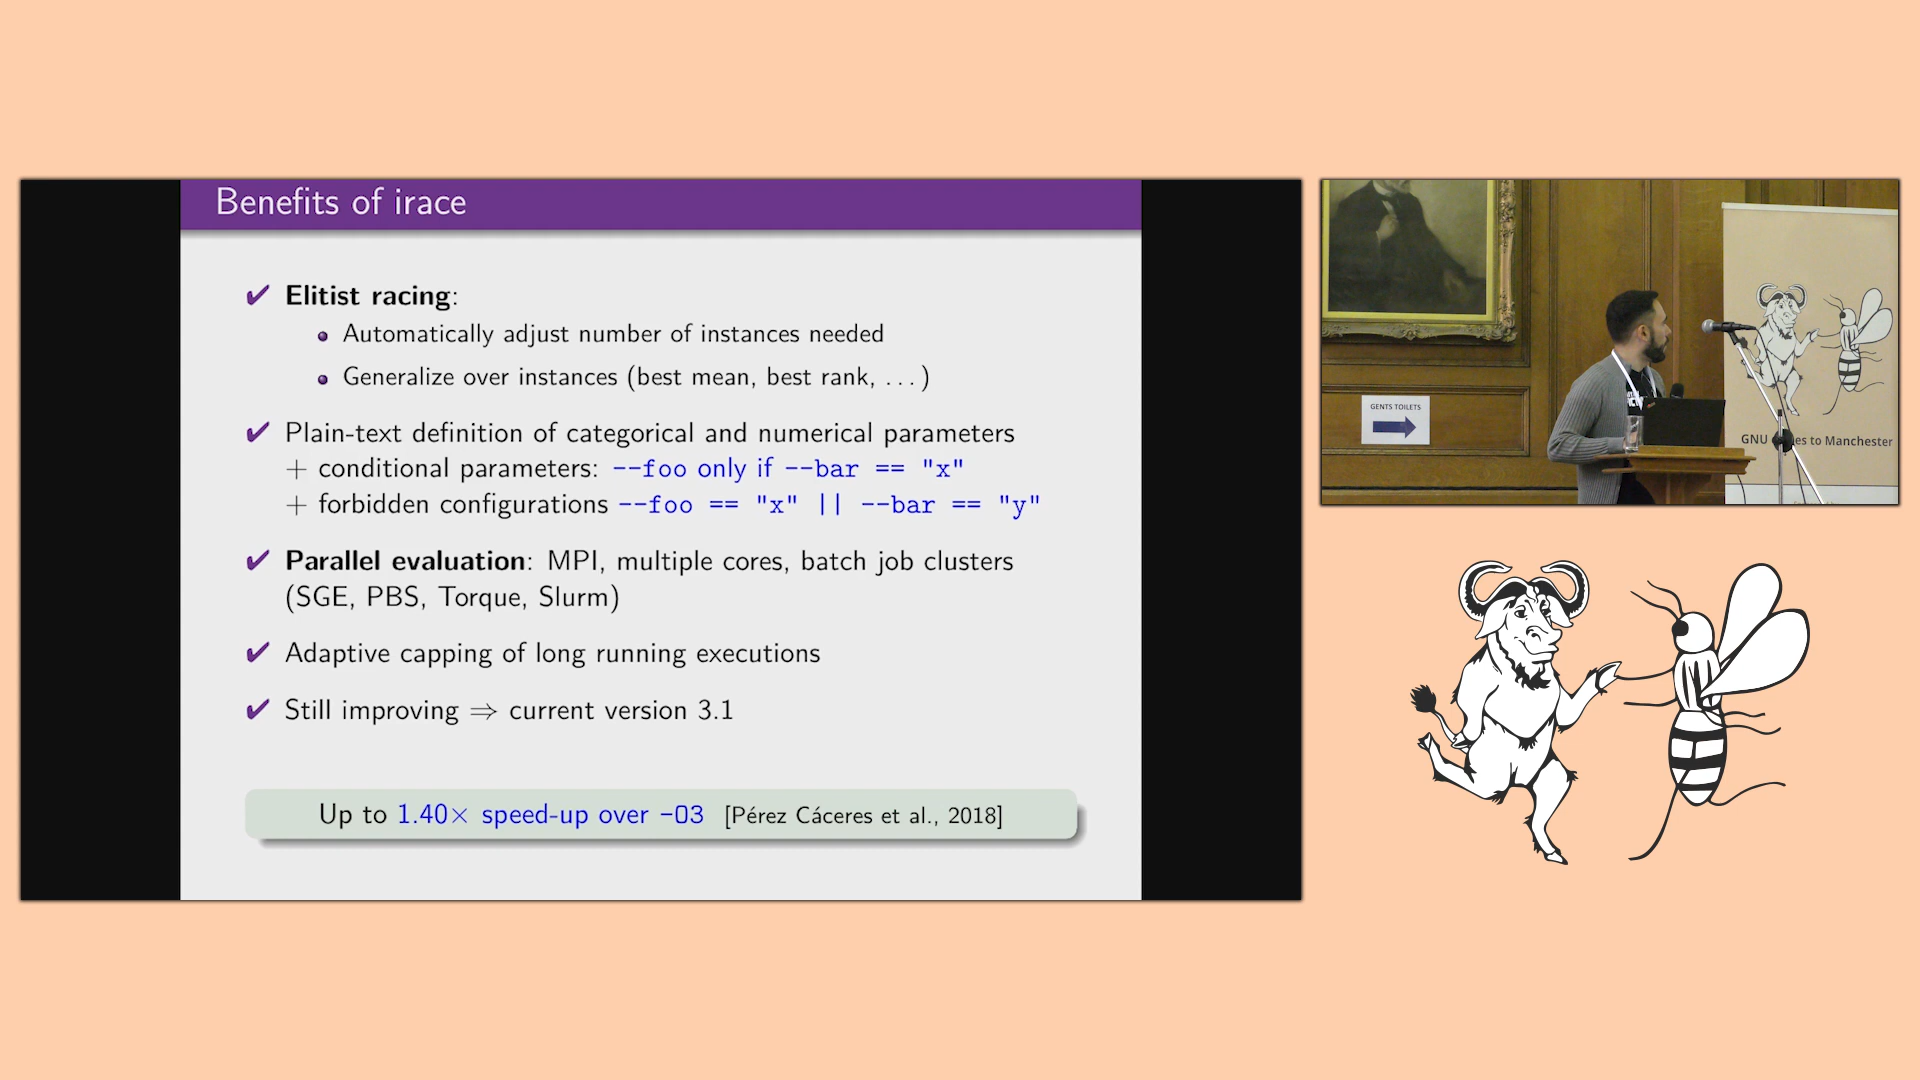 Benefits of irace
✔ Elitist racing:
• Automatically adjust number of instances needed
• Generalize over instances (best mean, best rank, ...)
✔ Plain-text definition of categorical and numerical parameters
+ conditional parameters: --foo only if --bar == "x"
+ forbidden configurations --foo == "x" || --bar == "y"
✔ Parallel evaluation: MPI, multiple cores, batch job clusters
(SGE, PBS, Torque, Slurm)
✔ Adaptive capping of long running executions
✔ Still improving ⇒ current version 3.1
Up to 1.40× speed-up over -O3 [Pérez Cáceres et al., 2018]
GENTS TOILETS
GNU es to Manchester